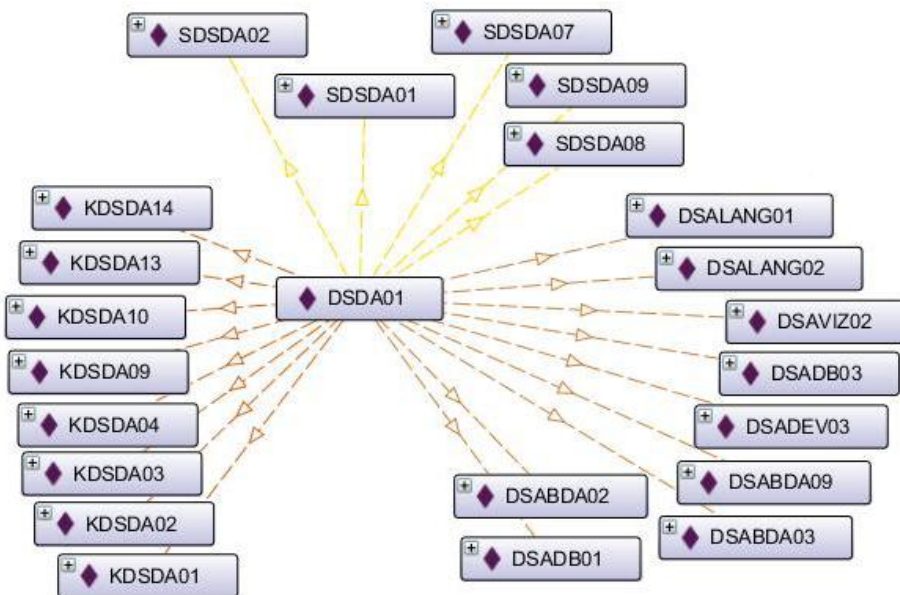 SDSDA02
SDSDA07
SDSDA01
SDSDA09
SDSDA08
KDSDA14
DSALANG01
KDSDA13
DSALANG02
DSDA01
KDSDA10
DSAVIZ02
KDSDA09
DSADB03
KDSDA04
DSADEV03
KDSDA03
DSABDA09
DSABDA02
KDSDA02
DSABDA03
DSADB01
KDSDA01